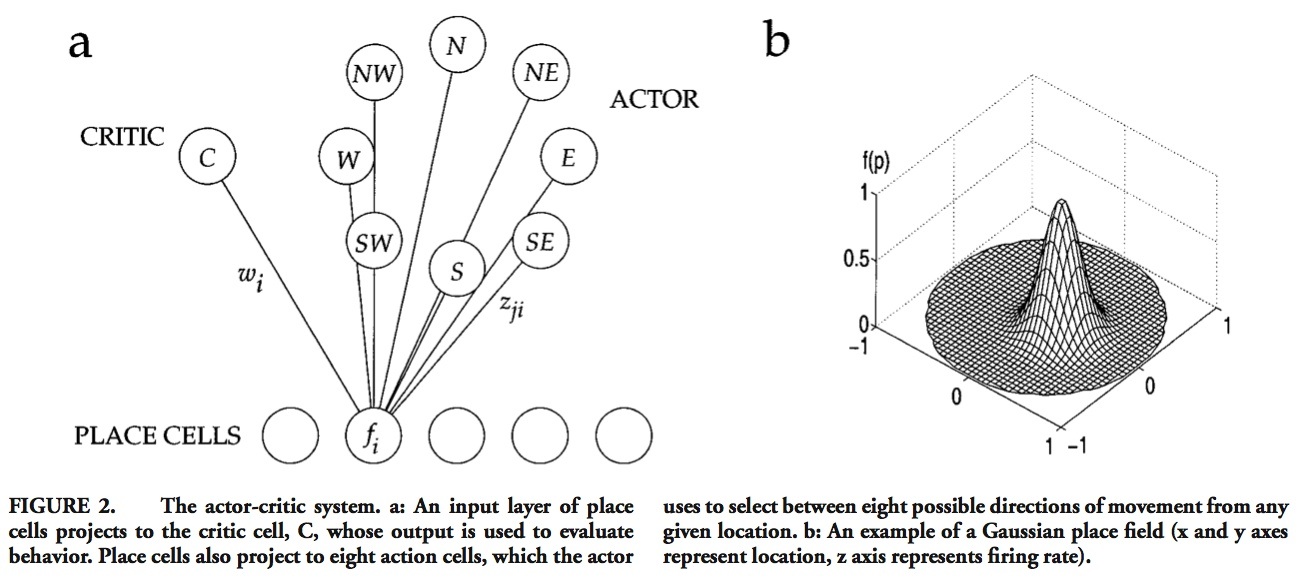 a
b
NW
N
NE
ACTOR
CRITIC
C
W
E
SW
S
SE
w_i
z_ji
PLACE CELLS
f_i
f(p)
1
0.5
0
−1
0
1
−1
0
1
FIGURE 2. The actor-critic system. a: An input layer of place
cells projects to the critic cell, C, whose output is used to evaluate
behavior. Place cells also project to eight action cells, which the actor
uses to select between eight possible directions of movement from any
given location. b: An example of a Gaussian place field (x and y axes
represent location, z axis represents firing rate).